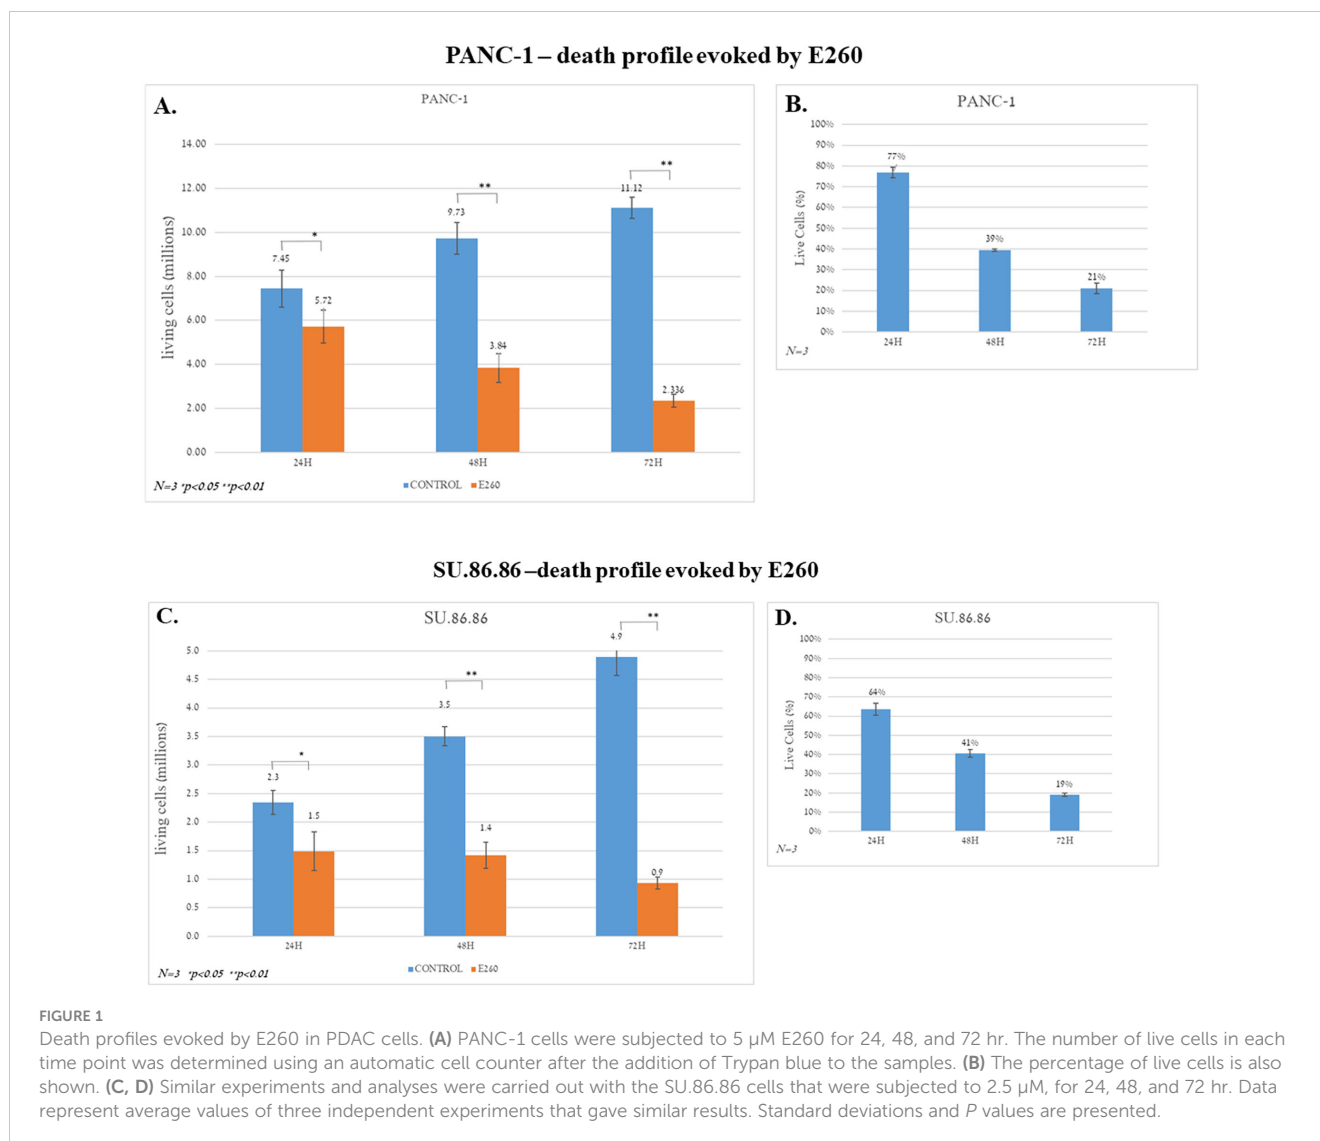 PANC-1 – death profile evoked by E260
A.
PANC-1
14.00
12.00
10.00
8.00
6.00
4.00
2.00
0.00
living cells (millions)
7.45
*
5.72
9.73
**
3.84
11.12
**
2.336
24H
48H
72H
N=3 *p<0.05 **p<0.01
CONTROL
E260
B.
PANC-1
100%
90%
80%
70%
60%
50%
40%
30%
20%
10%
0%
Live Cells (%)
77%
39%
21%
24H
48H
72H
N=3
SU.86.86 –death profile evoked by E260
C.
SU.86.86
5.0
4.5
4.0
3.5
3.0
2.5
2.0
1.5
1.0
0.5
0.0
living cells (millions)
2.3
*
1.5
3.5
**
1.4
4.9
**
0.9
24H
48H
72H
N=3 *p<0.05 **p<0.01
CONTROL
E260
D.
SU.86.86
100%
90%
80%
70%
60%
50%
40%
30%
20%
10%
0%
Live Cells (%)
64%
41%
19%
24H
48H
72H
N=3
FIGURE 1
Death profiles evoked by E260 in PDAC cells. (A) PANC-1 cells were subjected to 5 μM E260 for 24, 48, and 72 hr. The number of live cells in each
time point was determined using an automatic cell counter after the addition of Trypan blue to the samples. (B) The percentage of live cells is also
shown. (C, D) Similar experiments and analyses were carried out with the SU.86.86 cells that were subjected to 2.5 μM, for 24, 48, and 72 hr. Data
represent average values of three independent experiments that gave similar results. Standard deviations and P values are presented.